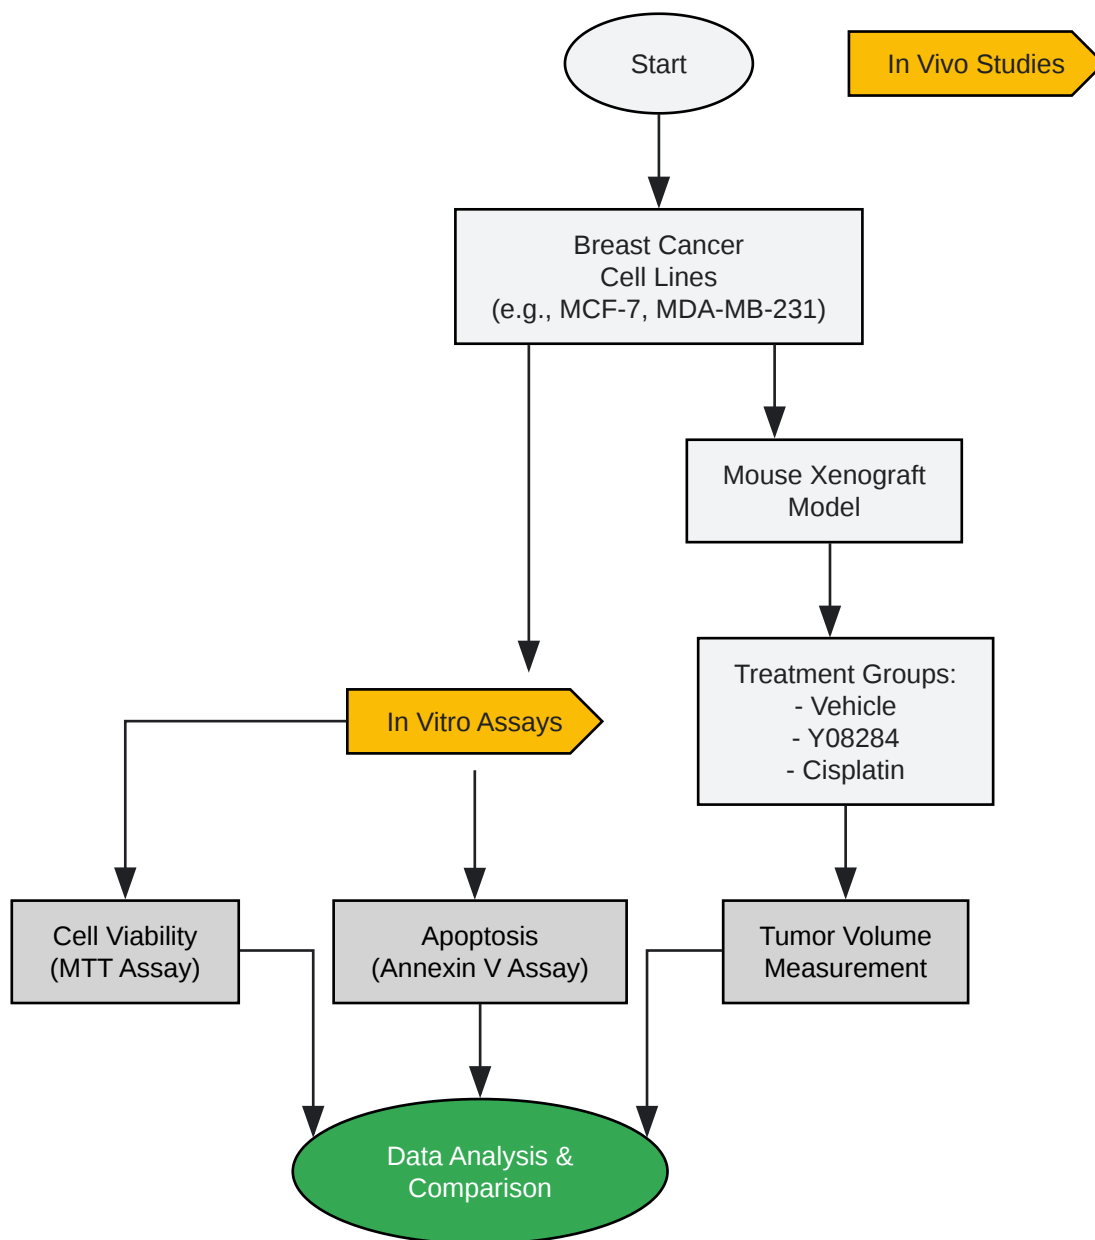 Start
In Vivo Studies
Breast Cancer
Cell Lines
(e.g., MCF-7, MDA-MB-231)
Mouse Xenograft
Model
Treatment Groups:
- Vehicle
- Y08284
- Cisplatin
In Vitro Assays
Cell Viability
(MTT Assay)
Apoptosis
(Annexin V Assay)
Tumor Volume
Measurement
Data Analysis &
Comparison